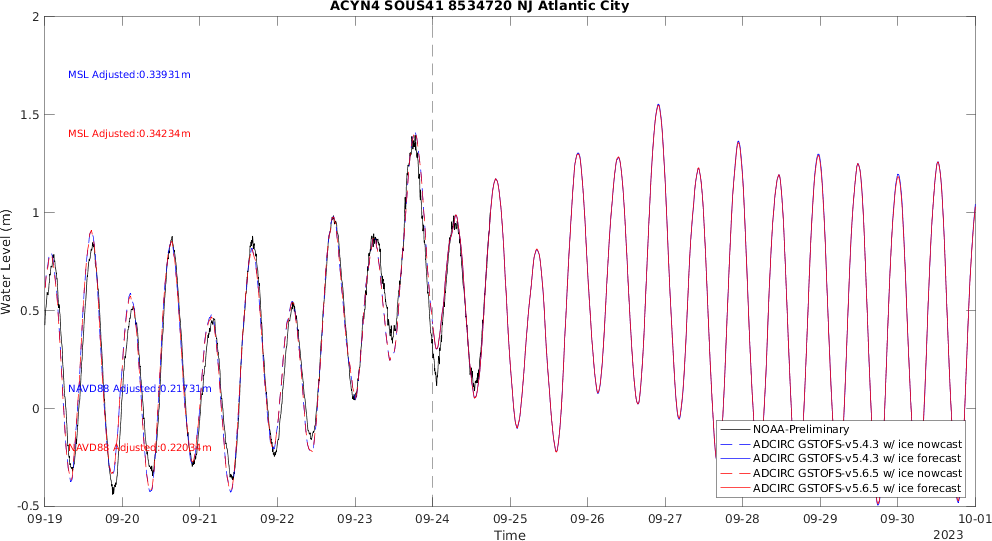 ACYN4 SOUS41 8534720 NJ Atlantic City
2
MSL Adjusted:0.33931m
1.5
MSL Adjusted:0.34234m
1
Water Level (m)
0.5
NAVD88 Adjusted:0.21731m
0
NAVD88 Adjusted:0.22034m
NOAA-Preliminary
ADCIRC GSTOFS-v5.4.3 w/ ice nowcast
ADCIRC GSTOFS-v5.4.3 w/ ice forecast
ADCIRC GSTOFS-v5.6.5 w/ ice nowcast
ADCIRC GSTOFS-v5.6.5 w/ ice forecast
-0.5
09-19 09-20 09-21 09-22 09-23 09-24 09-25 09-26 09-27 09-28 09-29 09-30 10-01
Time
2023